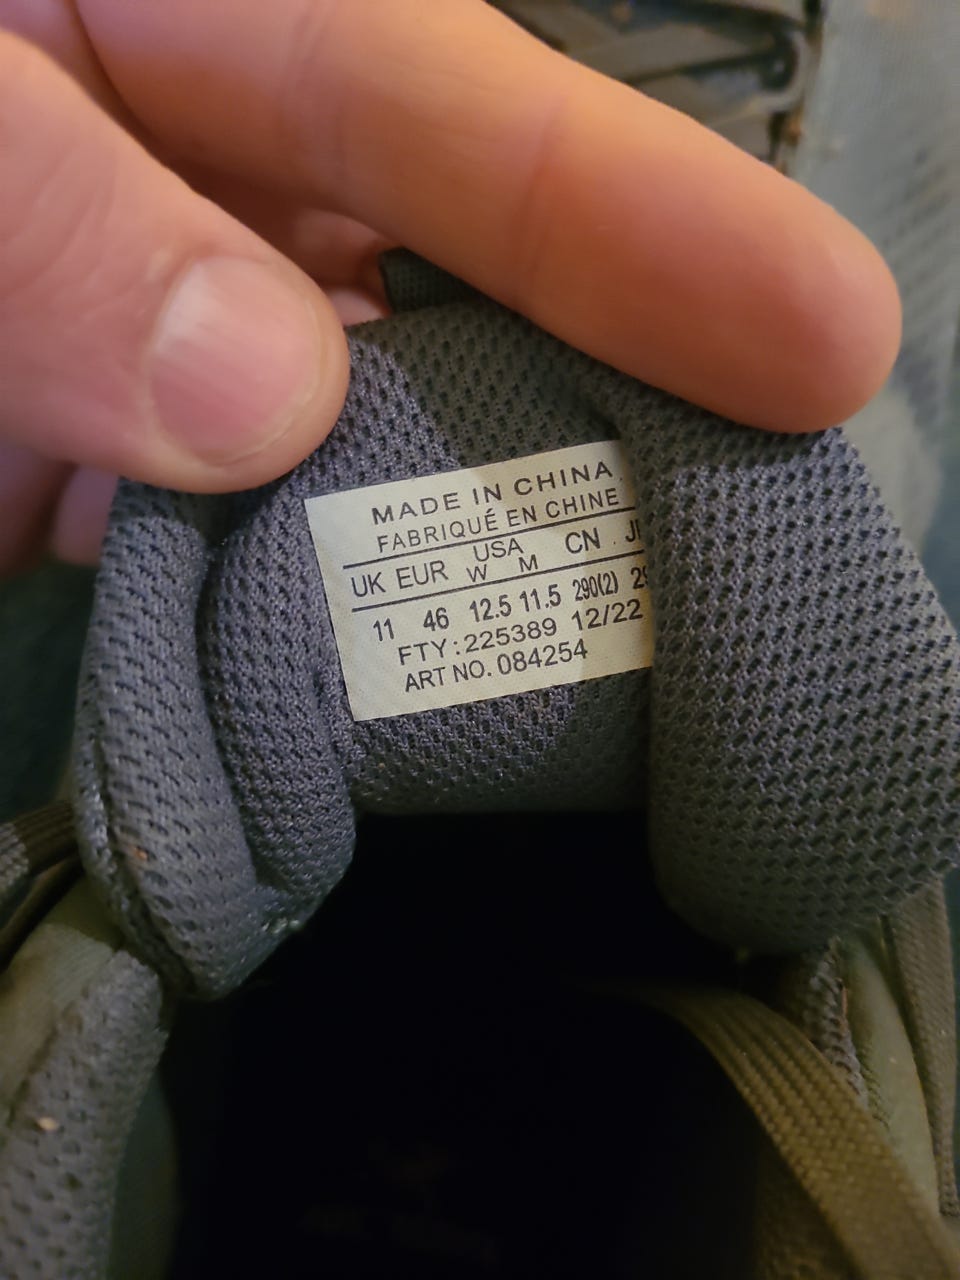 MADE IN CHINA
FABRIQUÉ EN CHINE
UK EUR USA W M CN
11 46 12.5 11.5 290(2)
FTY:225389 12/22
ART NO. 084254